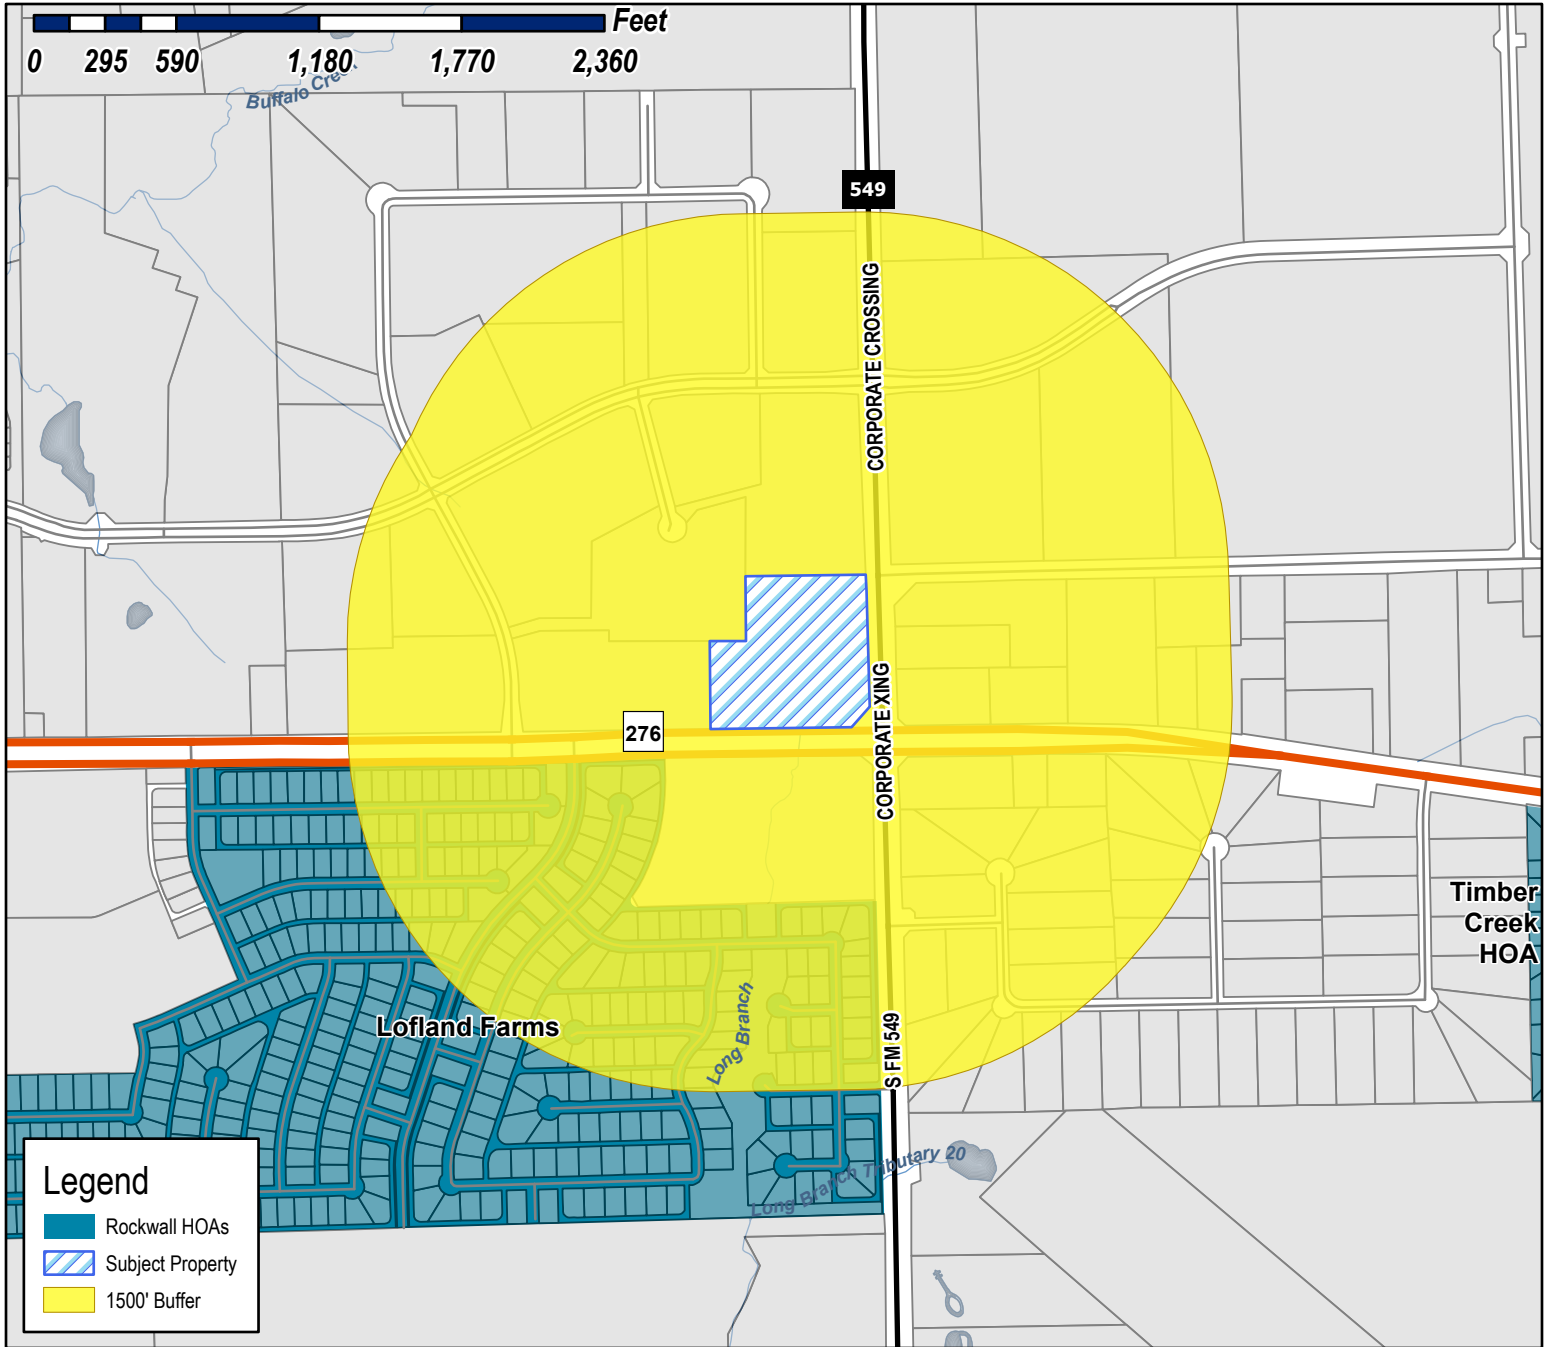 Feet
0 295 590 1,180 1,770 2,360
Buffalo Creek
549
CORPORATE CROSSING
CORPORATE XING
276
Timber
Creek
HOA
Lofland Farms
Long Branch
S FM 549
Long Branch Tributary 20
Legend
Rockwall HOAs
Subject Property
1500' Buffer